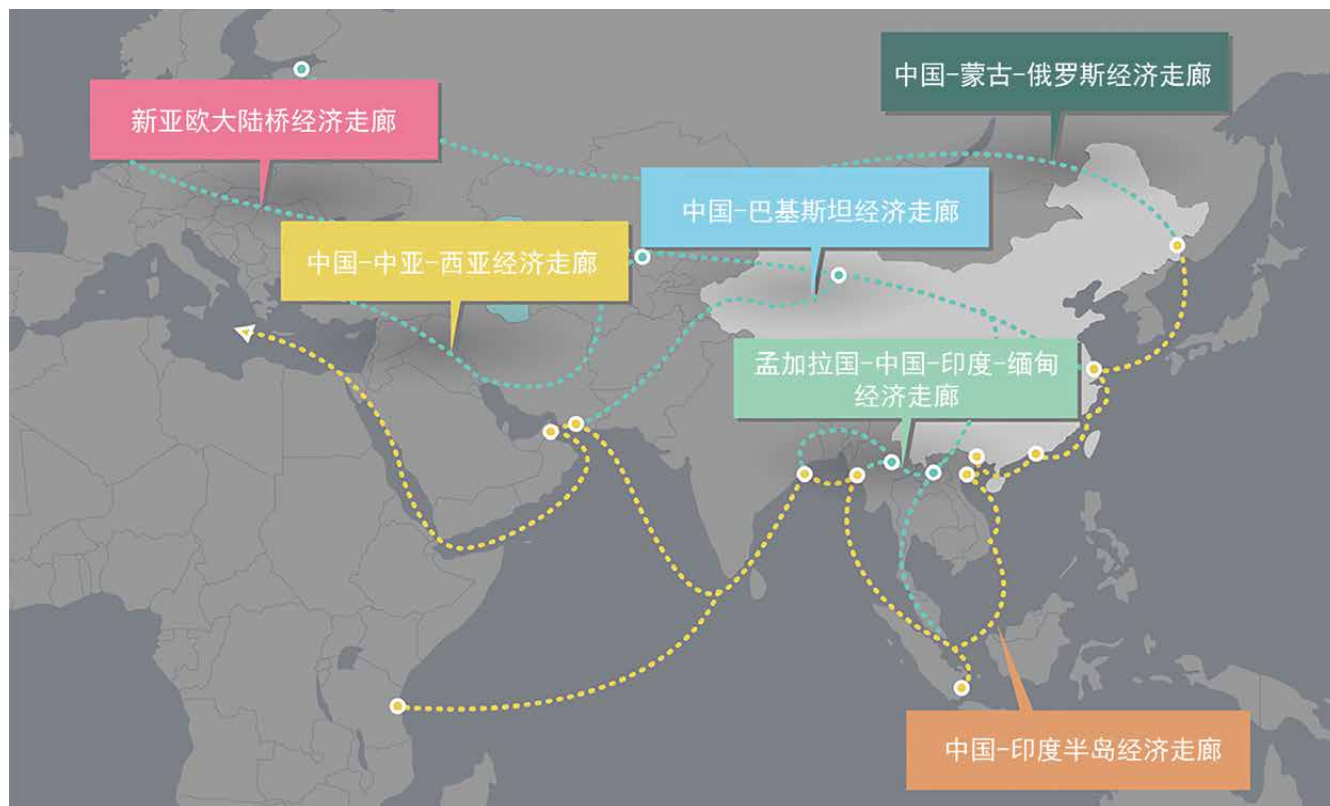 中国-蒙古-俄罗斯经济走廊
新亚欧大陆桥经济走廊
中国-巴基斯坦经济走廊
中国-中亚-西亚经济走廊
孟加拉国-中国-印度-缅甸
经济走廊
中国-印度半岛经济走廊